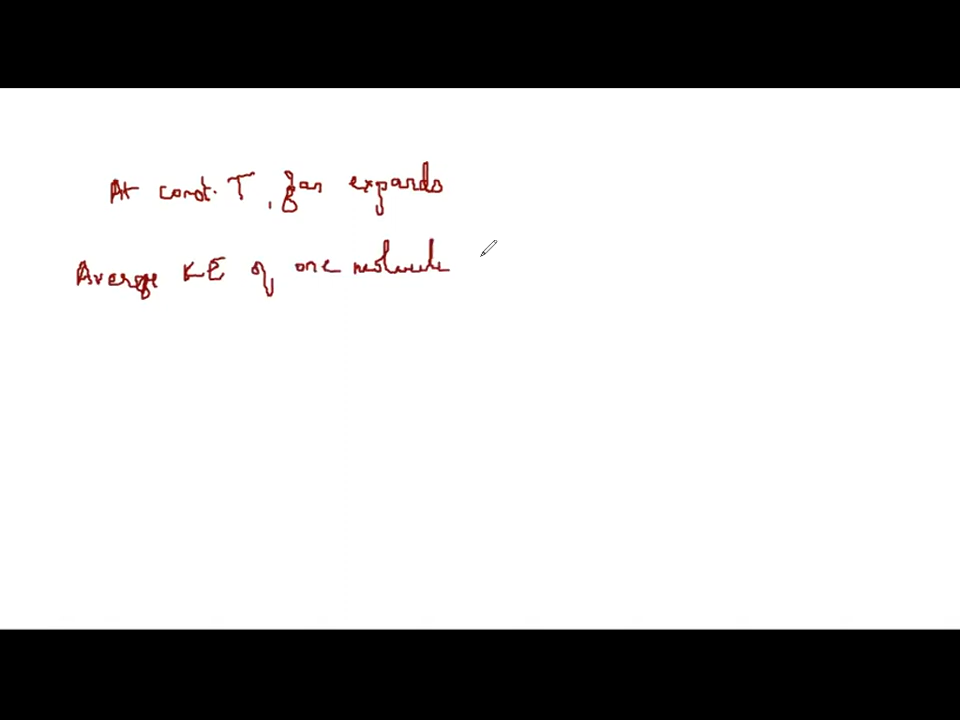 At const. T, gas expands
Average KE of one molecule